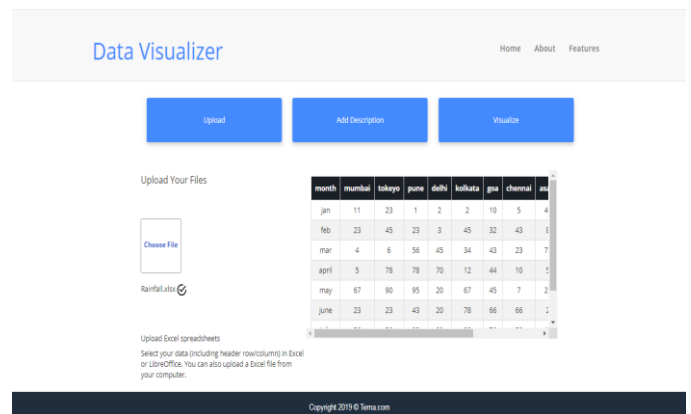 Data Visualizer
Home About Features
Upload Add Description Visualize
Upload Your Files
Choose File
Rainfall.xlsx
month mumbai tokeyo pune delhi kolkata goa chennai
jan 11 23 1 2 2 10 5
feb 23 45 23 3 45 32 43
mar 4 6 56 45 34 43 23
april 5 78 78 70 12 44 10
may 67 90 95 20 67 45 7
june 23 23 43 20 78 66 66
Upload Excel spreadsheets
Select your data (including header row/column) in Excel
or LibreOffice. You can also upload a Excel file from
your computer.
Copyright 2019 © Terna.com